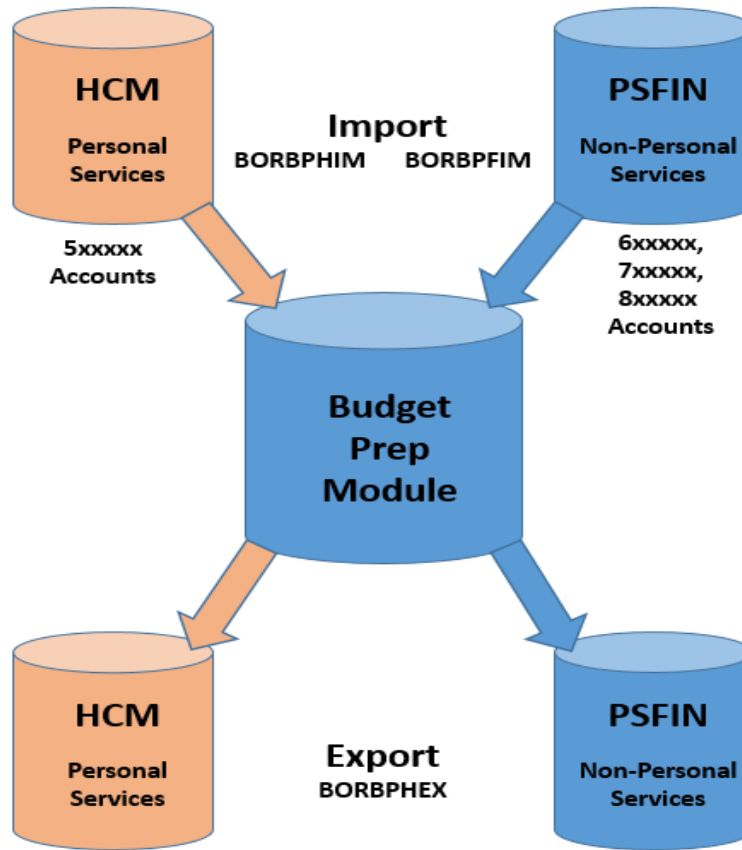 HCM
Personal
Services
5xxxxx
Accounts
Import
BORBPHIM BORBPFIM
PSFIN
Non-Personal
Services
6xxxxx,
7xxxxx,
8xxxxx
Accounts
Budget
Prep
Module
HCM
Personal
Services
Export
BORBPHEX
PSFIN
Non-Personal
Services